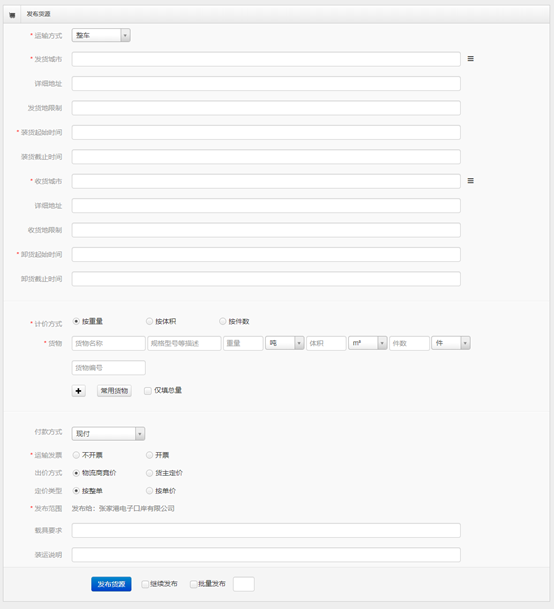 发布货源
* 运输方式 整车
* 发货城市
详细地址
发货地限制
* 装货起始时间
装货截止时间
* 收货城市
详细地址
收货地限制
* 卸货起始时间
卸货截止时间
* 计价方式 按重量 按体积 按件数
* 货物 货物名称 规格型号等描述 重量 吨 体积 m³ 件数 件
货物编号
常用货物 仅填总量
付款方式 现付
* 运输发票 不开票 开票
出价方式 物流商竞价 货主定价
定价类型 按整单 按单价
* 发布范围 发布给：张家港电子口岸有限公司
载具要求
装运说明
发布货源 继续发布 批量发布